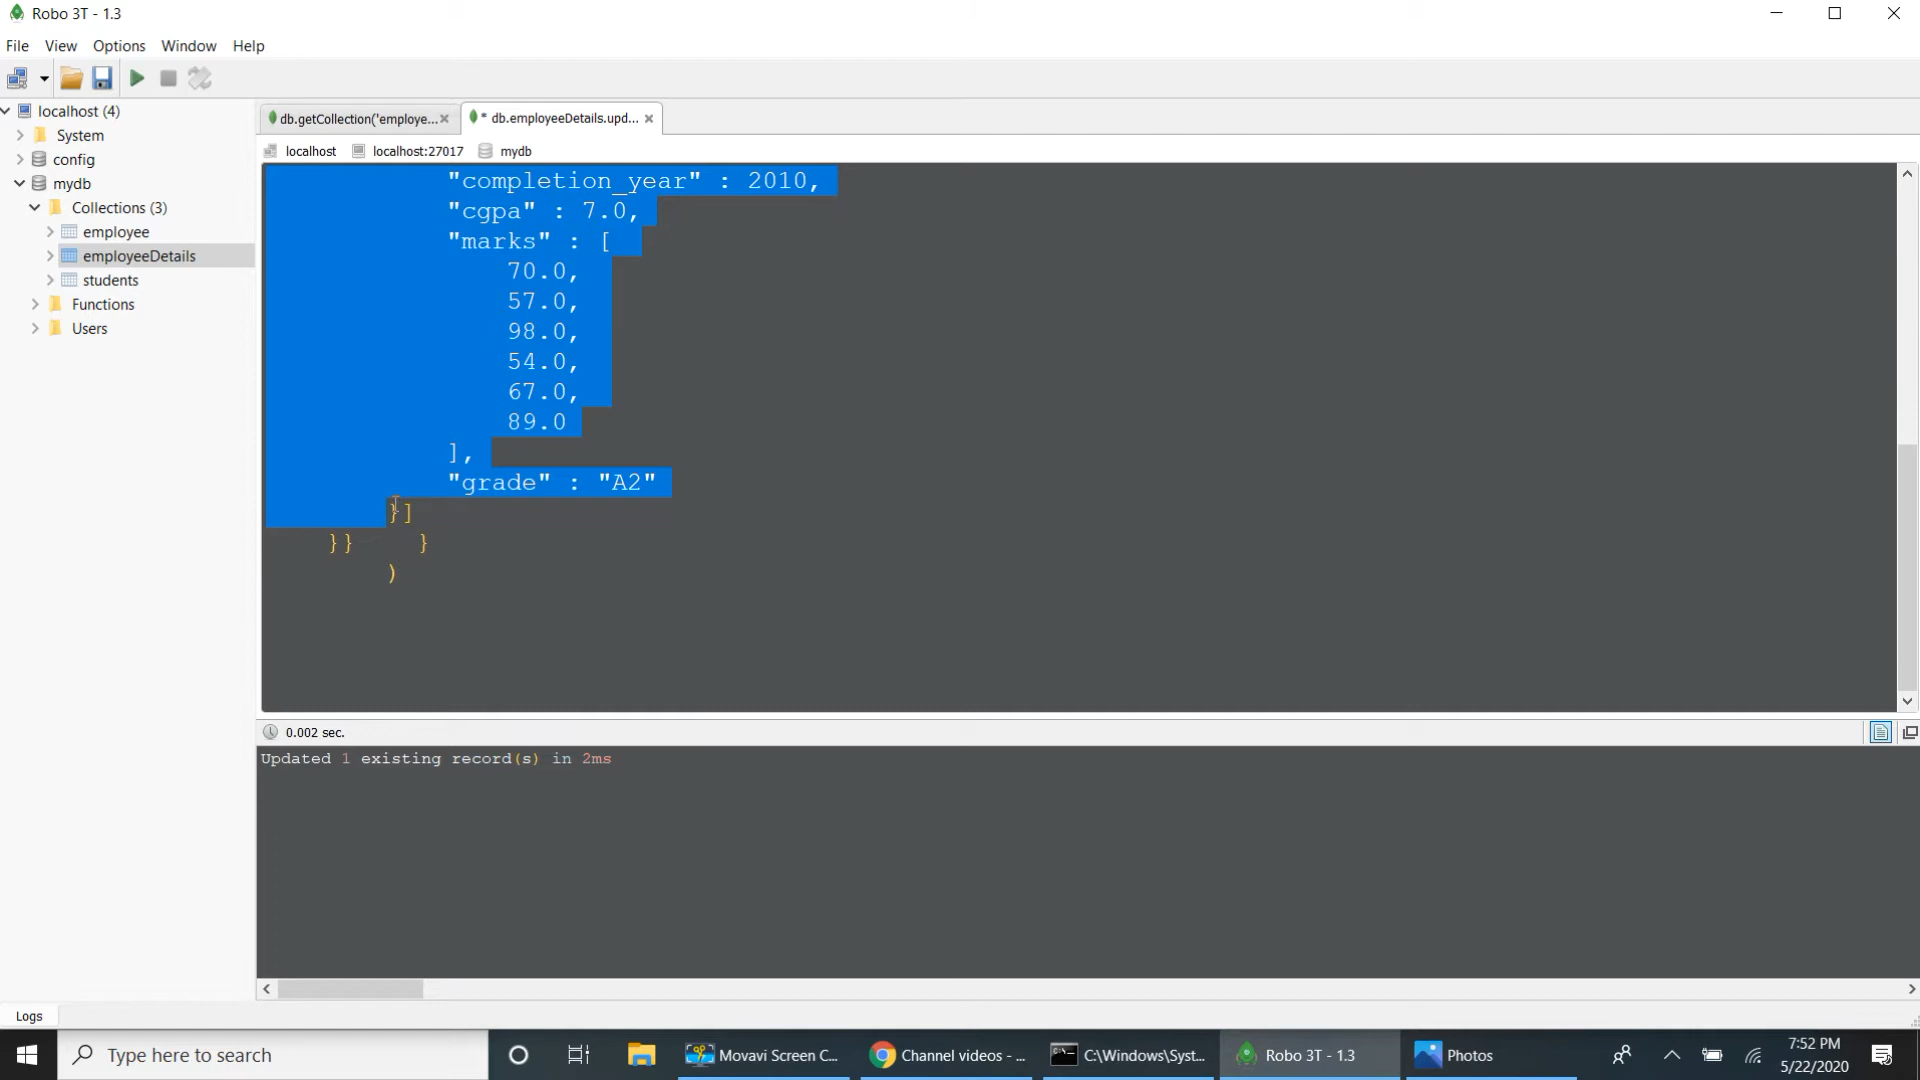 Robo 3T - 1.3
File View Options Window Help
localhost (4)
System
config
mydb
Collections (3)
employee
employeeDetails
students
Functions
Users
db.getCollection('employe...
* db.employeeDetails.upd...
localhost localhost:27017 mydb
"completion_year" : 2010,
"cgpa" : 7.0,
"marks" : [
70.0,
57.0,
98.0,
54.0,
67.0,
89.0
],
"grade" : "A2"
}]
}} }
)
0.002 sec.
Updated 1 existing record(s) in 2ms
Logs
Type here to search
Movavi Screen C...
Channel videos - ...
C:\Windows\Syst...
Robo 3T - 1.3
Photos
7:52 PM
5/22/2020